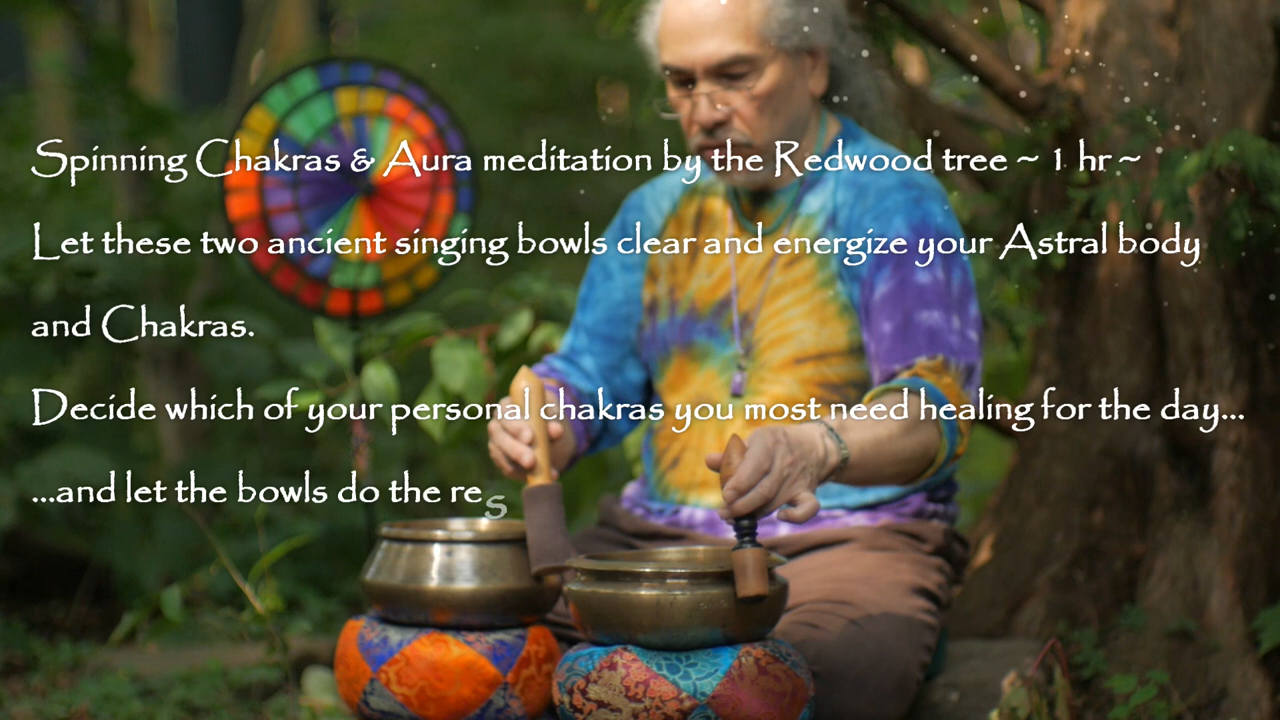 Spinning Chakras & Aura meditation by the Redwood tree ~ 1 hr ~
Let these two ancient singing bowls clear and energize your Astral body
and Chakras.
Decide which of your personal chakras you most need healing for the day...
...and let the bowls do the res